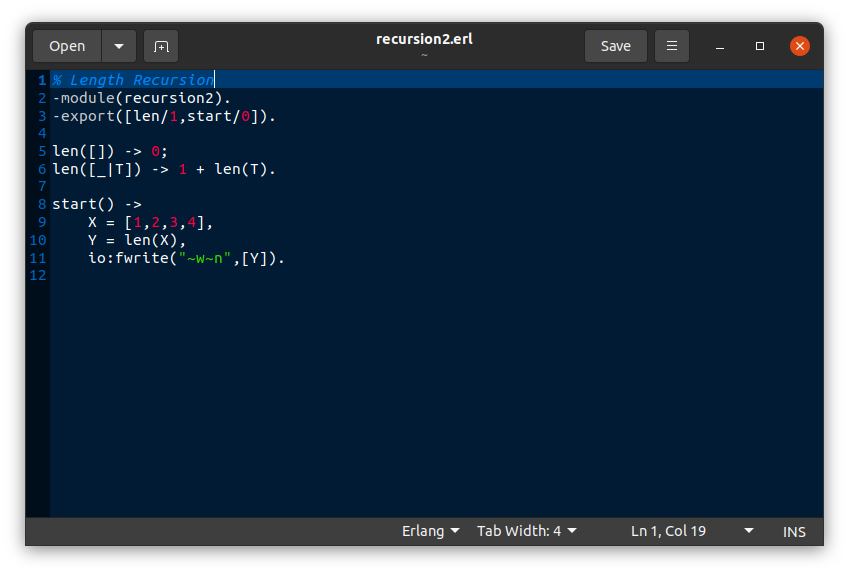 Open
recursion2.erl
~
Save
1 % Length Recursion
2 -module(recursion2).
3 -export([len/1,start/0]).
4
5 len([]) -> 0;
6 len([_|T]) -> 1 + len(T).
7
8 start() ->
9     X = [1,2,3,4],
10     Y = len(X),
11     io:fwrite("~w~n",[Y]).
12
Erlang Tab Width: 4 Ln 1, Col 19 INS